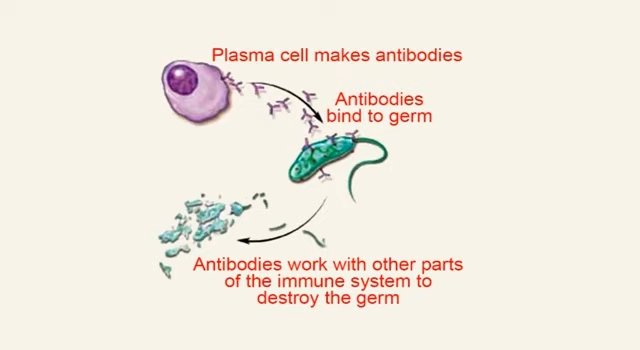 Plasma cell makes antibodies
Antibodies
bind to germ
Antibodies work with other parts
of the immune system to
destroy the germ